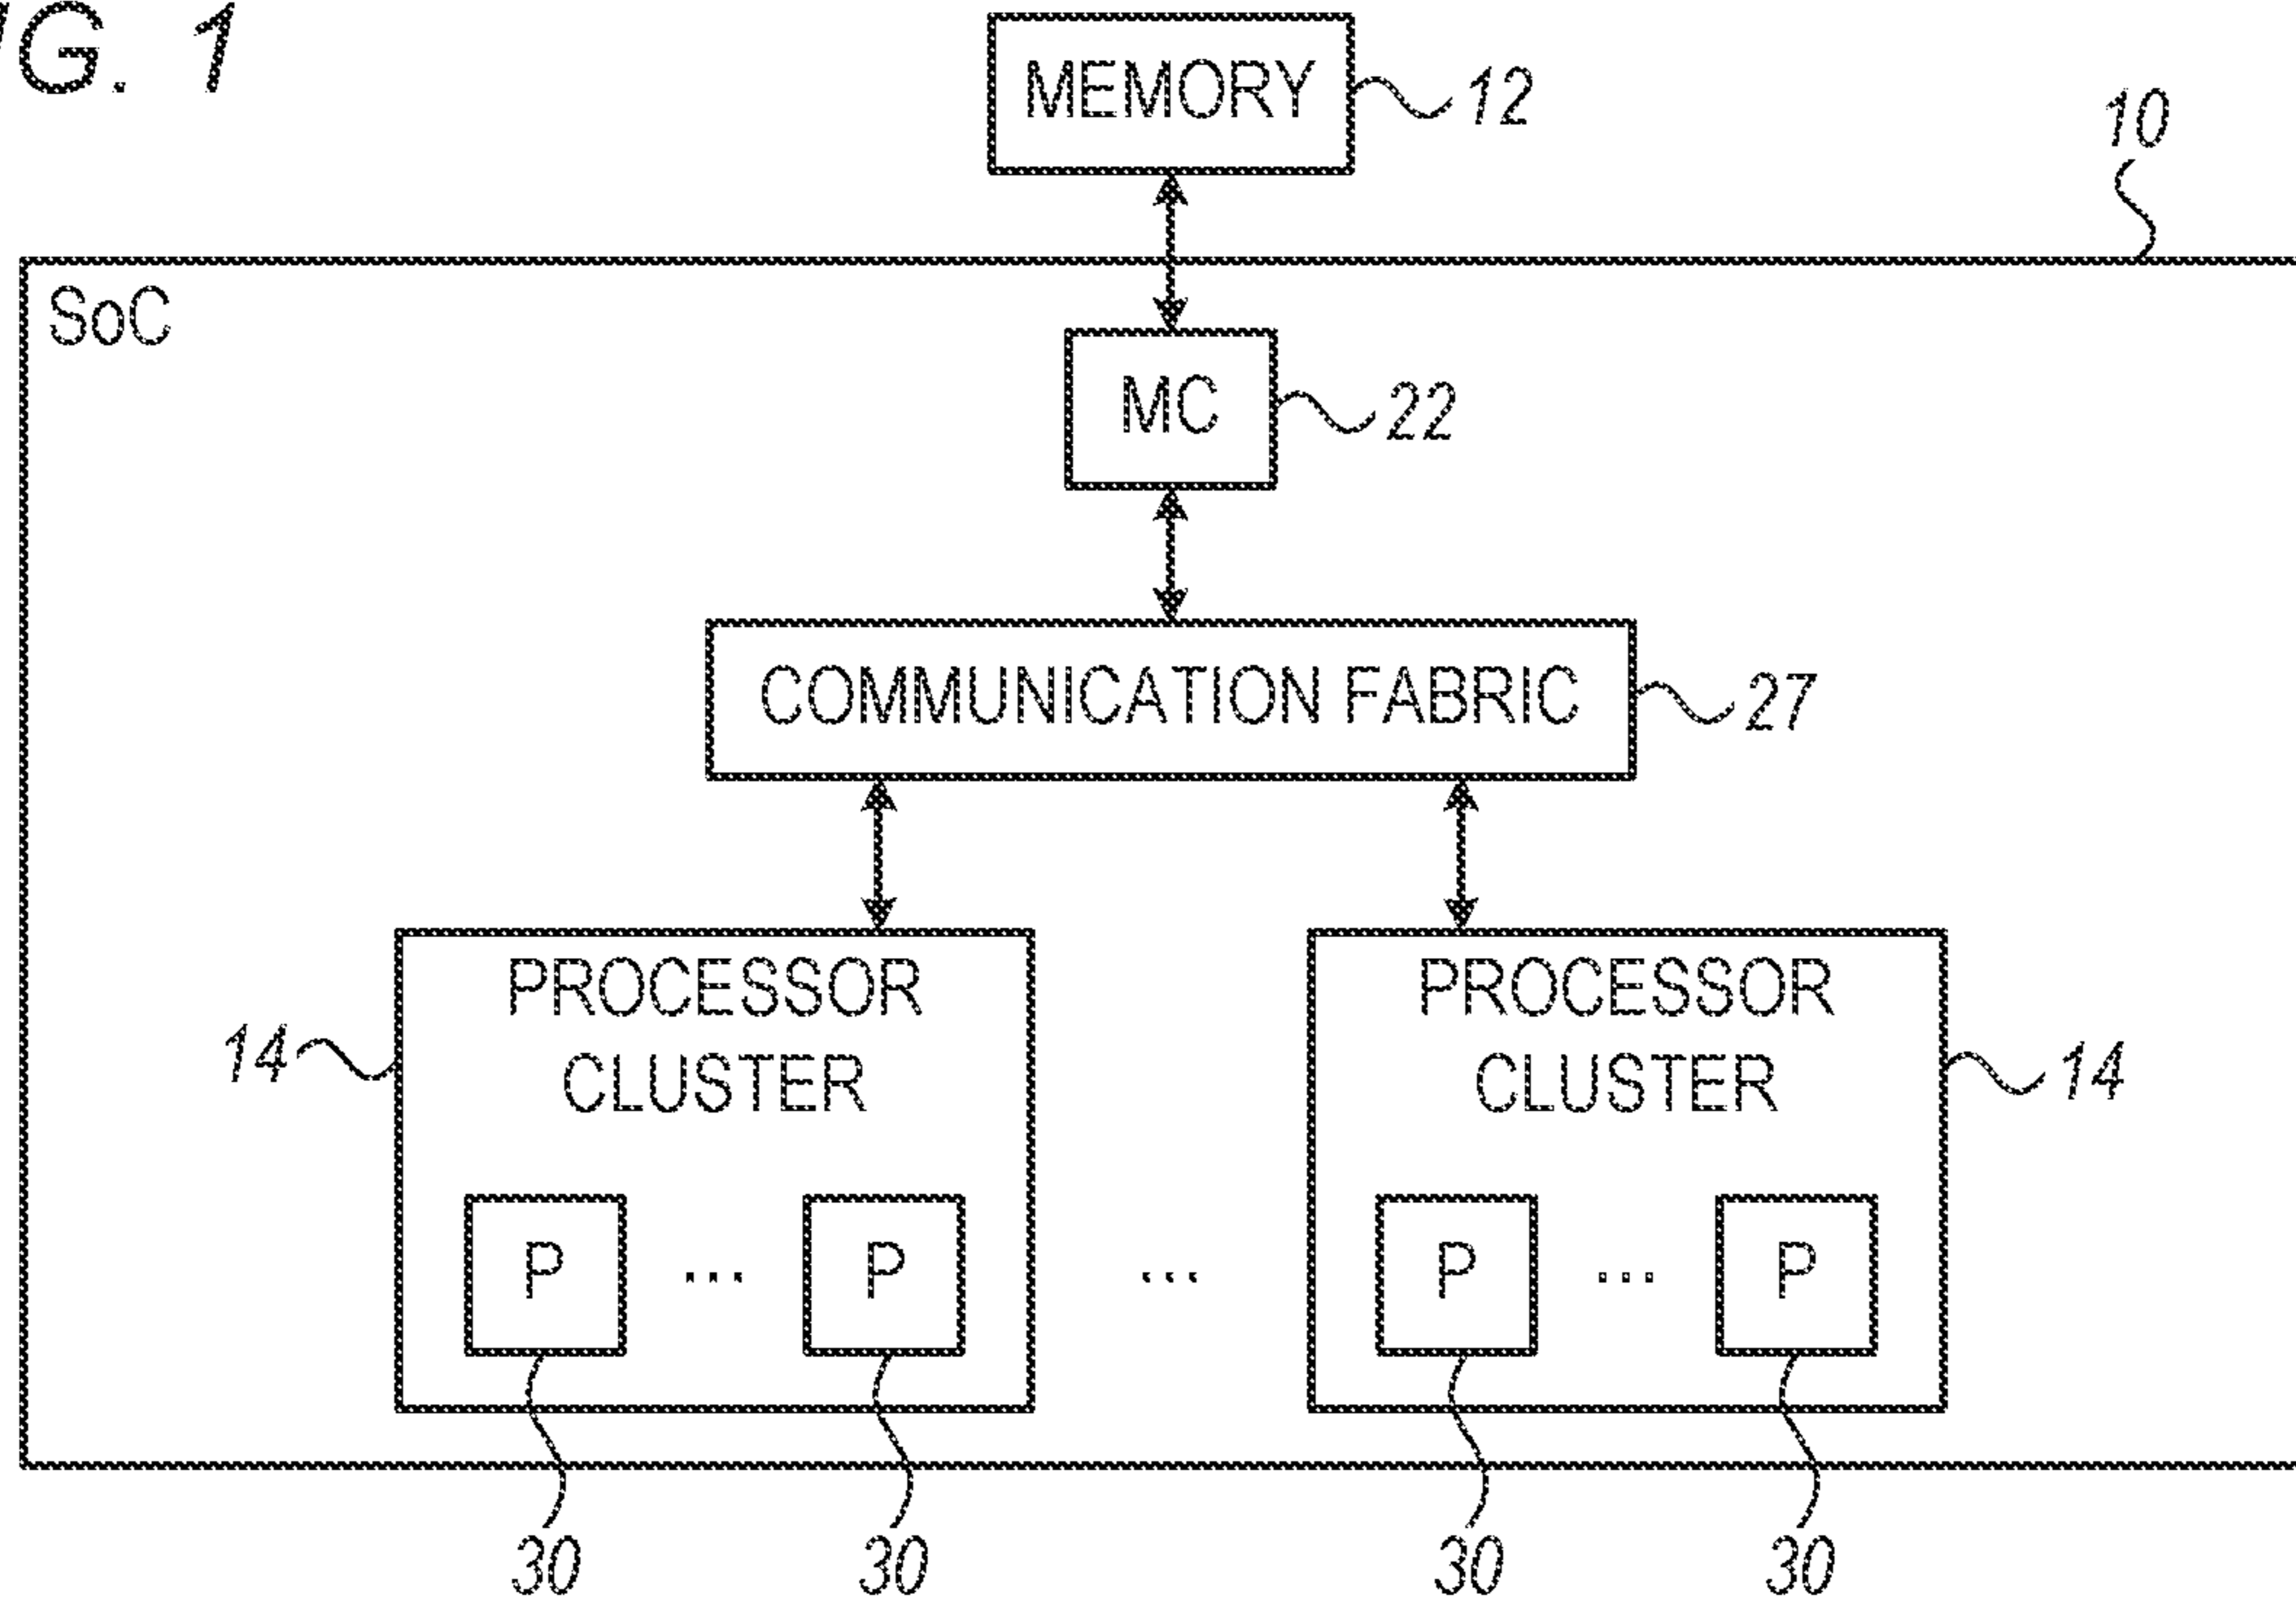 IG. 1
MEMORY 12
10
SoC
MC 22
COMMUNICATION FABRIC 27
PROCESSOR CLUSTER
14
P ... P
30 30
...
PROCESSOR CLUSTER
14
P ... P
30 30